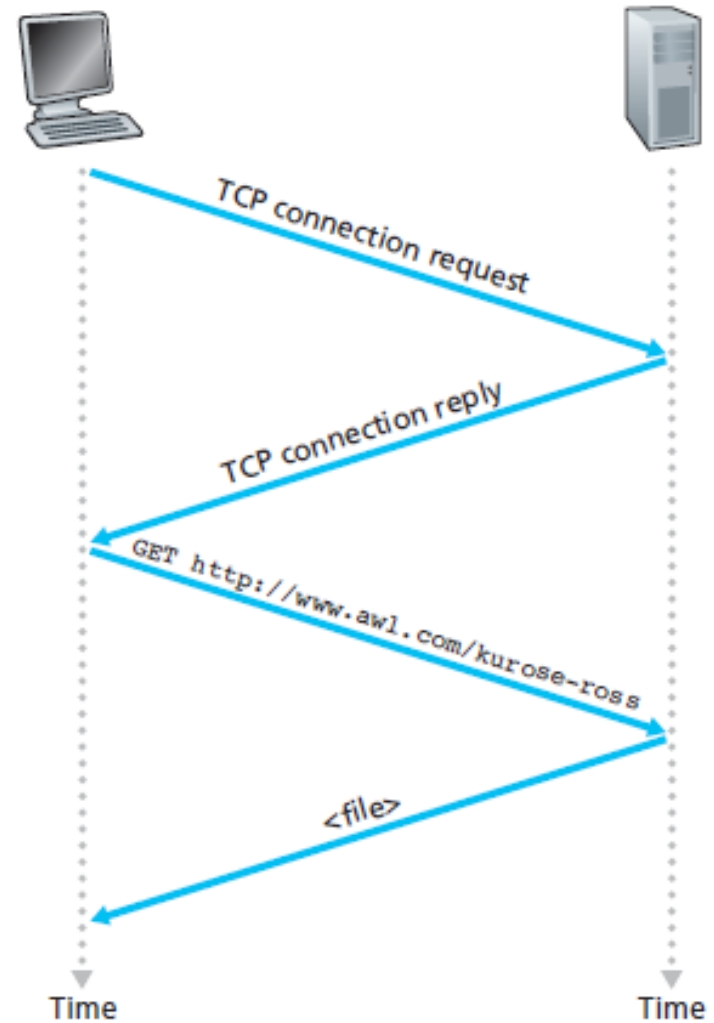 TCP connection request
TCP connection reply
GET http://www.awl.com/kurose-ross
<file>
Time
Time